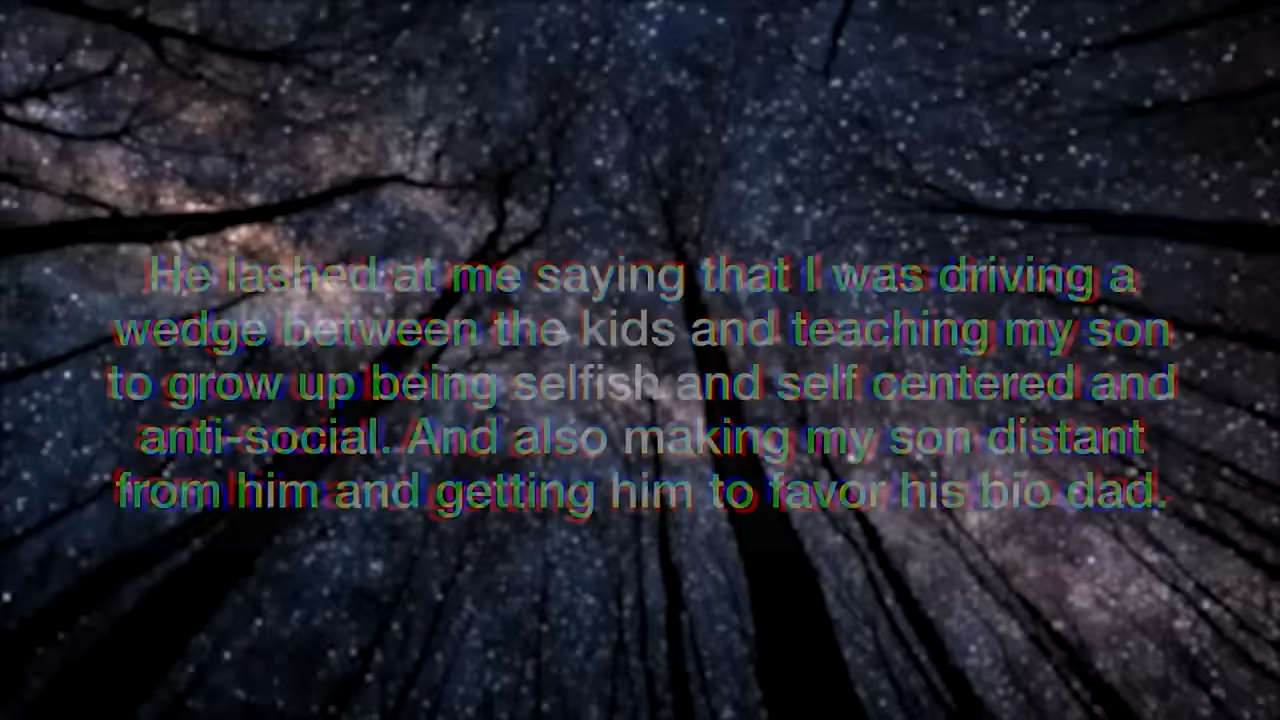 He lashed at me saying that I was driving a
wedge between the kids and teaching my son
to grow up being selfish and self centered and
anti-social. And also making my son distant
from him and getting him to favor his bio dad.